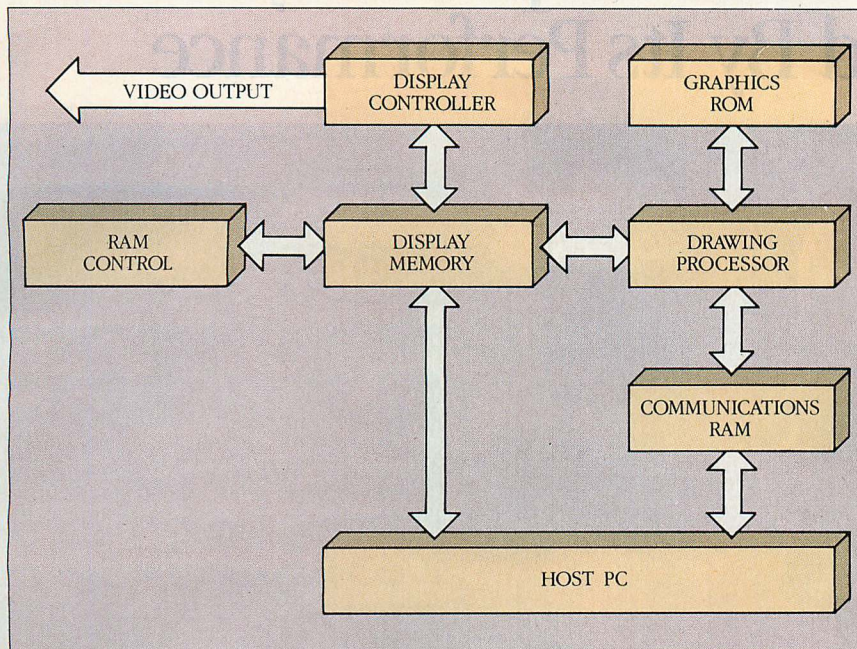 VIDEO OUTPUT
DISPLAY
CONTROLLER
GRAPHICS
ROM
RAM
CONTROL
DISPLAY
MEMORY
DRAWING
PROCESSOR
COMMUNICATIONS
RAM
HOST PC